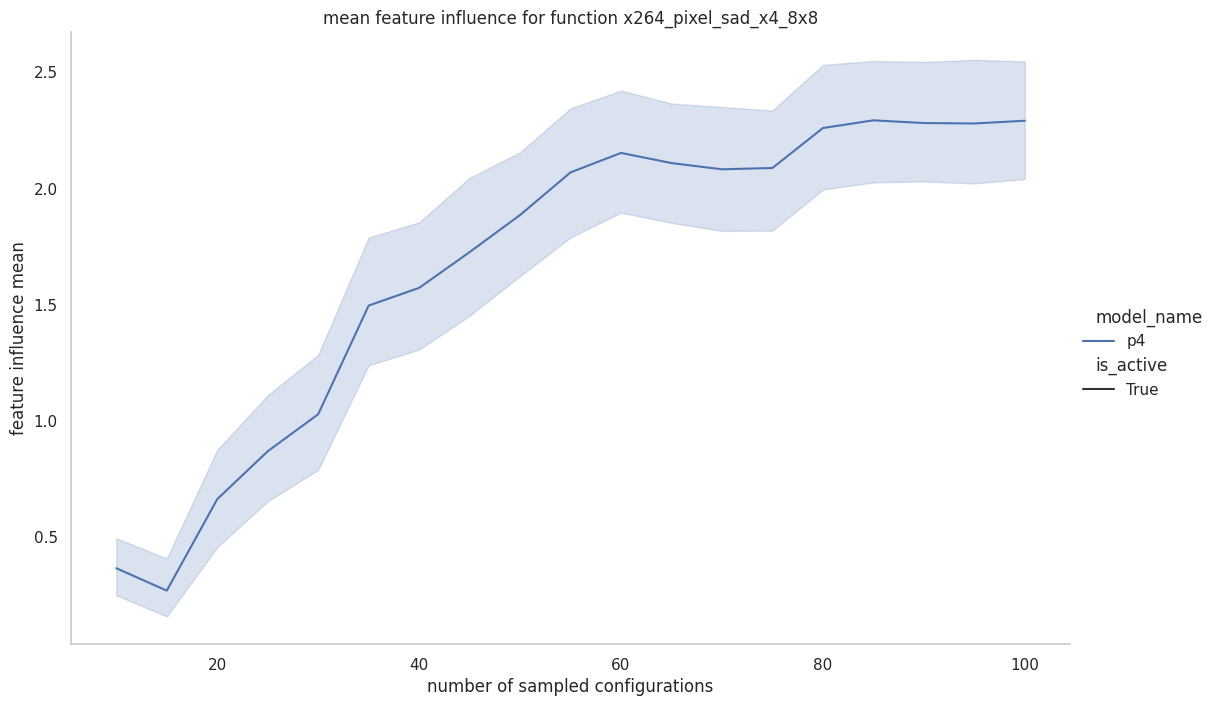 mean feature influence for function x264_pixel_sad_x4_8x8
2.5
2.0
1.5
1.0
0.5
feature influence mean
20
40
60
80
100
number of sampled configurations
model_name
p4
is_active
True